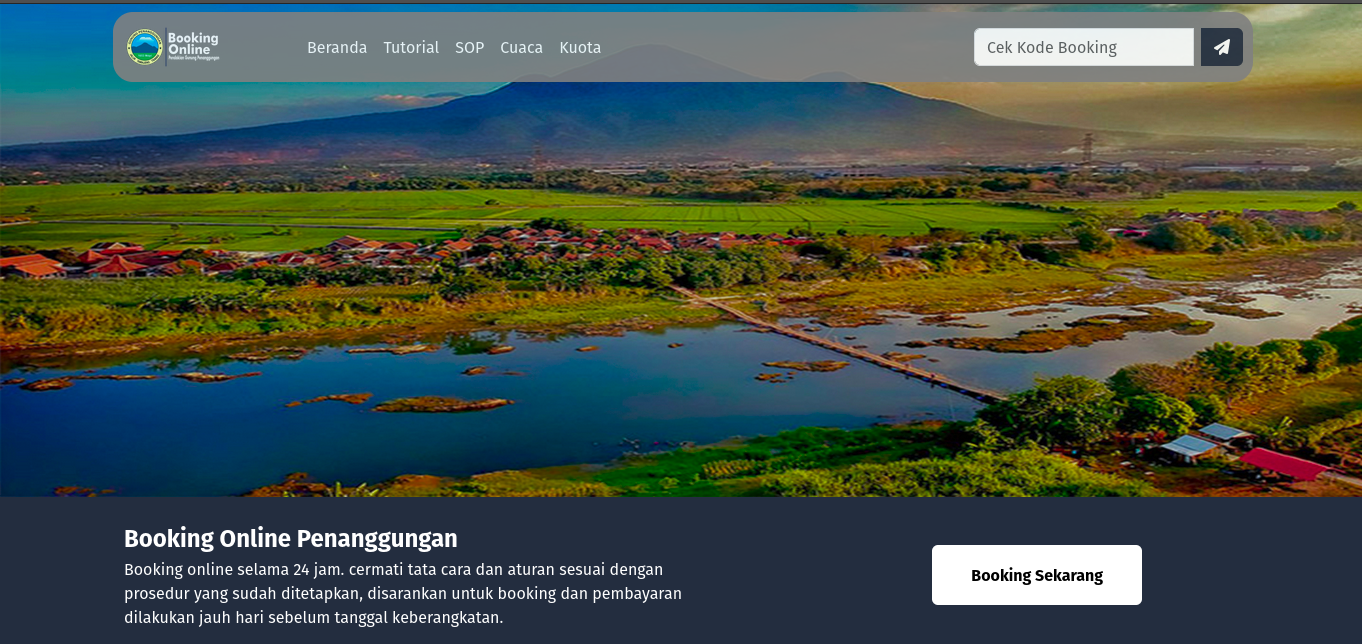 Booking
Online
Pendakian Gunung Penanggungan
Beranda Tutorial SOP Cuaca Kuota
Cek Kode Booking
Booking Online Penanggungan
Booking online selama 24 jam. cermati tata cara dan aturan sesuai dengan
prosedur yang sudah ditetapkan, disarankan untuk booking dan pembayaran
dilakukan jauh hari sebelum tanggal keberangkatan.
Booking Sekarang